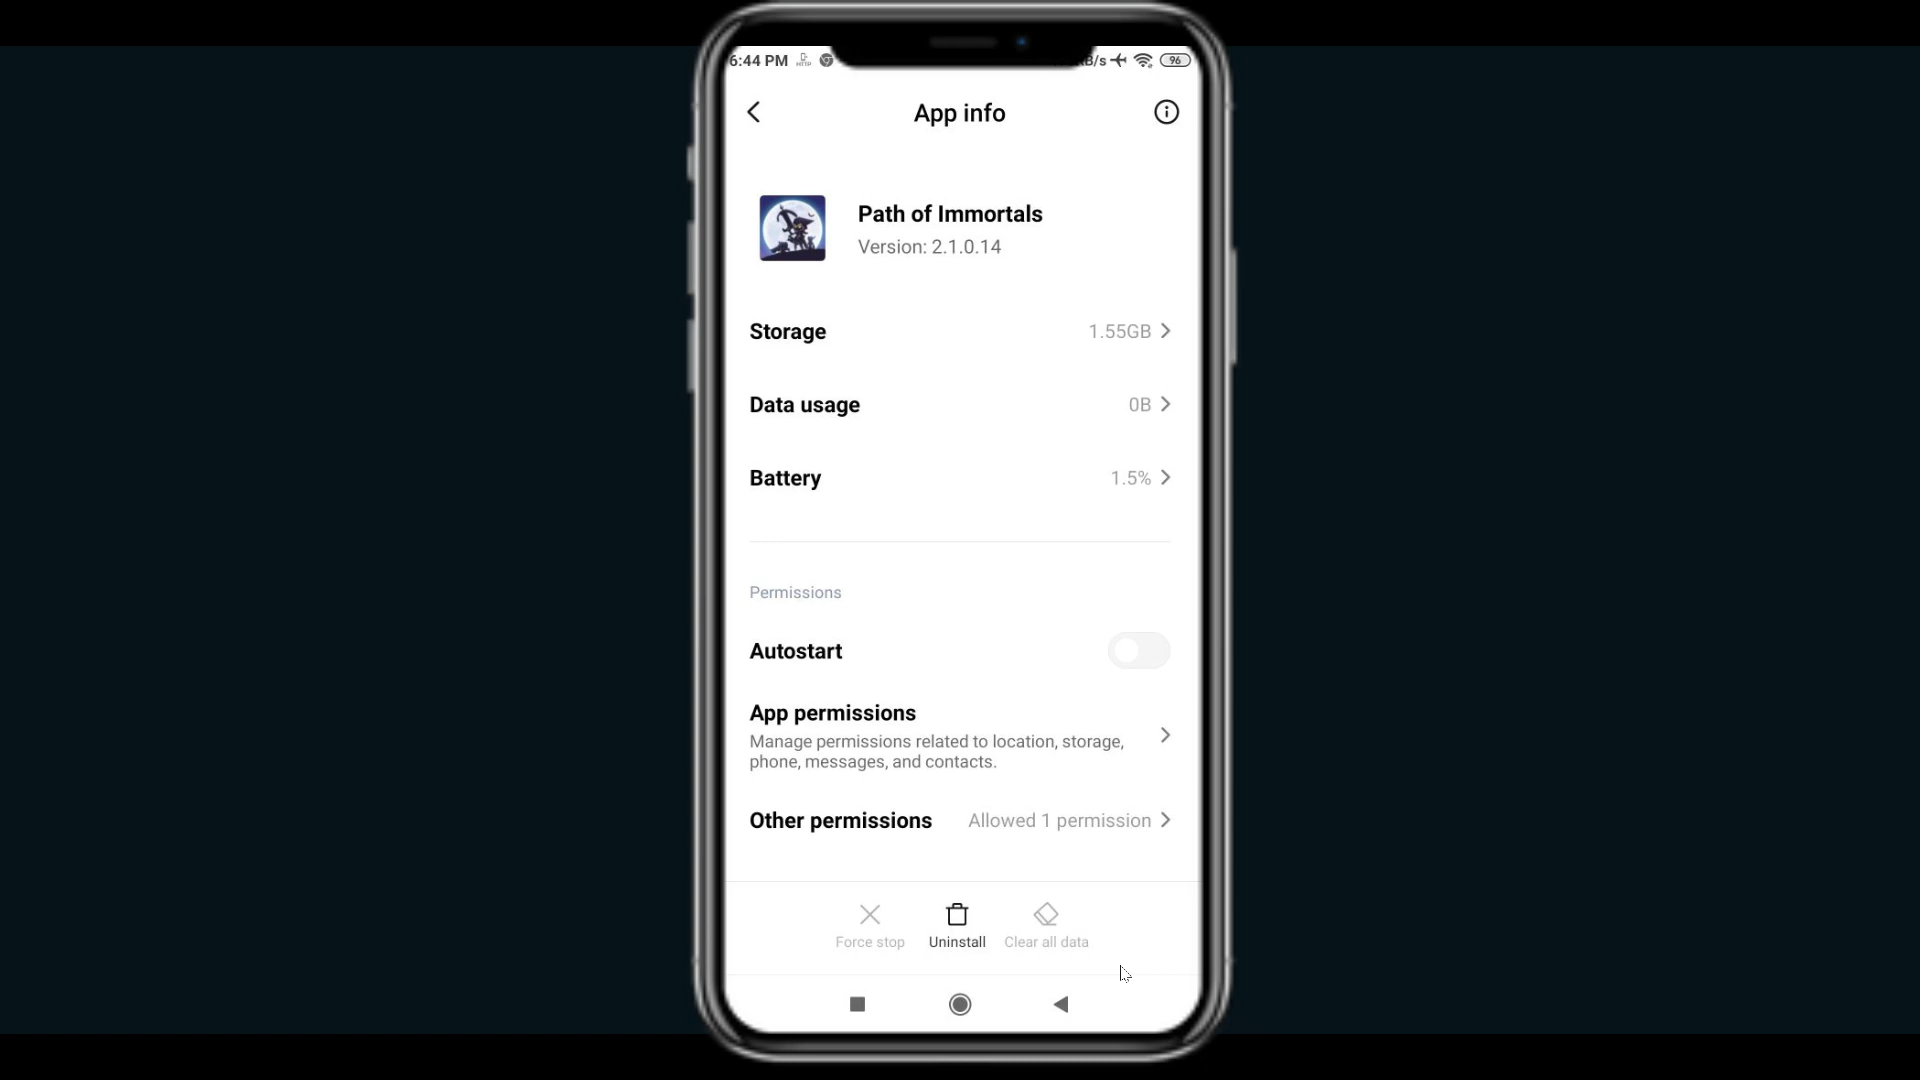 6:44 PM
B/s
96
App info
Path of Immortals
Version: 2.1.0.14
Storage
1.55GB
Data usage
0B
Battery
1.5%
Permissions
Autostart
App permissions
Manage permissions related to location, storage,
phone, messages, and contacts.
Other permissions
Allowed 1 permission
Force stop
Uninstall
Clear all data